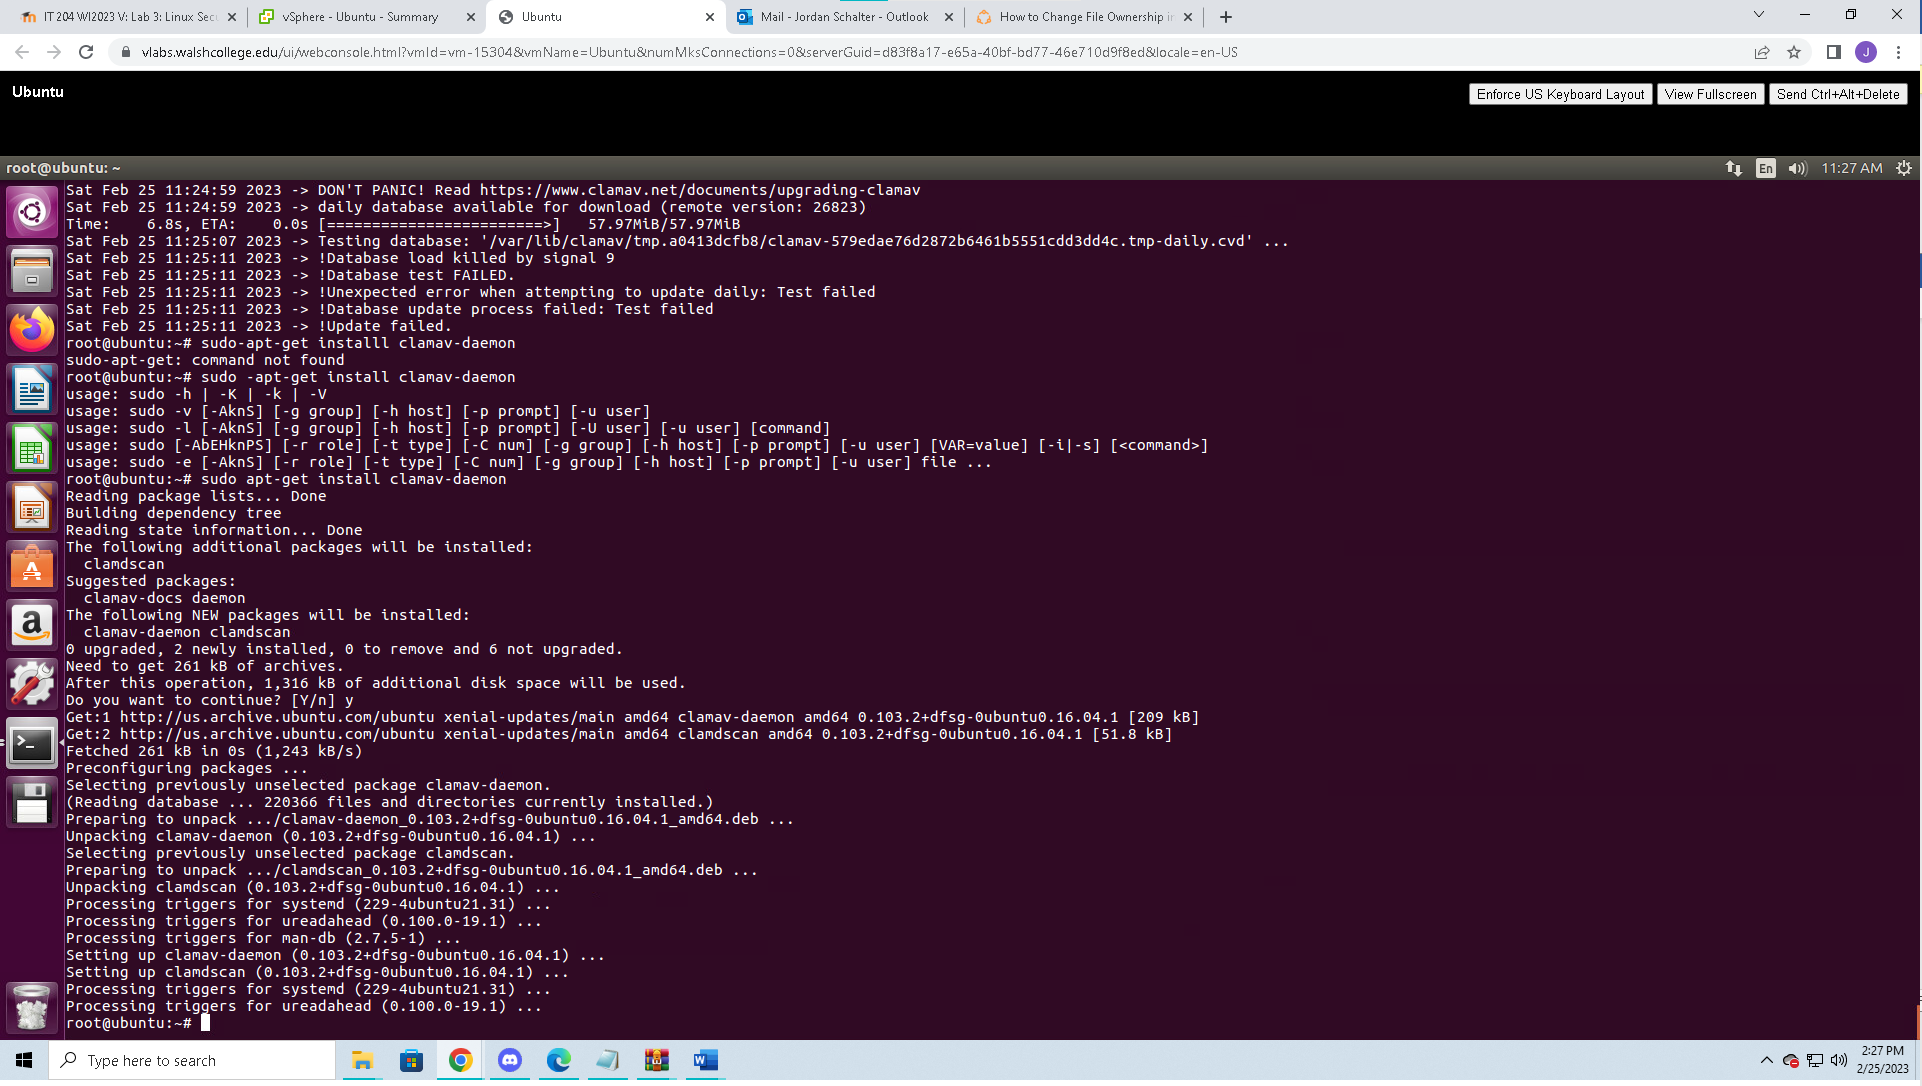 IT 204 WI2023 V: Lab 3: Linux Secu
vSphere - Ubuntu - Summary
Ubuntu
Mail - Jordan Schalter - Outlook
How to Change File Ownership in
vlabs.walshcollege.edu/ui/webconsole.html?vmId=vm-15304&vmName=Ubuntu&numMksConnections=0&serverGuid=d83f8a17-e65a-40bf-bd77-46e710d9f8ed&locale=en-US
J
Ubuntu
Enforce US Keyboard Layout
View Fullscreen
Send Ctrl+Alt+Delete
root@ubuntu: ~
En
11:27 AM
Sat Feb 25 11:24:59 2023 -> DON'T PANIC! Read https://www.clamav.net/documents/upgrading-clamav
Sat Feb 25 11:24:59 2023 -> daily database available for download (remote version: 26823)
Time:    6.8s, ETA:    0.0s [========================>]   57.97MiB/57.97MiB
Sat Feb 25 11:25:07 2023 -> Testing database: '/var/lib/clamav/tmp.a0413dcfb8/clamav-579edae76d2872b6461b5551cdd3dd4c.tmp-daily.cvd' ...
Sat Feb 25 11:25:11 2023 -> !Database load killed by signal 9
Sat Feb 25 11:25:11 2023 -> !Database test FAILED.
Sat Feb 25 11:25:11 2023 -> !Unexpected error when attempting to update daily: Test failed
Sat Feb 25 11:25:11 2023 -> !Database update process failed: Test failed
Sat Feb 25 11:25:11 2023 -> !Update failed.
root@ubuntu:~# sudo-apt-get installl clamav-daemon
sudo-apt-get: command not found
root@ubuntu:~# sudo -apt-get install clamav-daemon
usage: sudo -h | -K | -k | -V
usage: sudo -v [-AknS] [-g group] [-h host] [-p prompt] [-u user]
usage: sudo -l [-AknS] [-g group] [-h host] [-p prompt] [-U user] [-u user] [command]
usage: sudo [-AbEHknPS] [-r role] [-t type] [-C num] [-g group] [-h host] [-p prompt] [-u user] [VAR=value] [-i|-s] [<command>]
usage: sudo -e [-AknS] [-r role] [-t type] [-C num] [-g group] [-h host] [-p prompt] [-u user] file ...
root@ubuntu:~# sudo apt-get install clamav-daemon
Reading package lists... Done
Building dependency tree
Reading state information... Done
The following additional packages will be installed:
  clamdscan
Suggested packages:
  clamav-docs daemon
The following NEW packages will be installed:
  clamav-daemon clamdscan
0 upgraded, 2 newly installed, 0 to remove and 6 not upgraded.
Need to get 261 kB of archives.
After this operation, 1,316 kB of additional disk space will be used.
Do you want to continue? [Y/n] y
Get:1 http://us.archive.ubuntu.com/ubuntu xenial-updates/main amd64 clamav-daemon amd64 0.103.2+dfsg-0ubuntu0.16.04.1 [209 kB]
Get:2 http://us.archive.ubuntu.com/ubuntu xenial-updates/main amd64 clamdscan amd64 0.103.2+dfsg-0ubuntu0.16.04.1 [51.8 kB]
Fetched 261 kB in 0s (1,243 kB/s)
Preconfiguring packages ...
Selecting previously unselected package clamav-daemon.
(Reading database ... 220366 files and directories currently installed.)
Preparing to unpack .../clamav-daemon_0.103.2+dfsg-0ubuntu0.16.04.1_amd64.deb ...
Unpacking clamav-daemon (0.103.2+dfsg-0ubuntu0.16.04.1) ...
Selecting previously unselected package clamdscan.
Preparing to unpack .../clamdscan_0.103.2+dfsg-0ubuntu0.16.04.1_amd64.deb ...
Unpacking clamdscan (0.103.2+dfsg-0ubuntu0.16.04.1) ...
Processing triggers for systemd (229-4ubuntu21.31) ...
Processing triggers for ureadahead (0.100.0-19.1) ...
Processing triggers for man-db (2.7.5-1) ...
Setting up clamav-daemon (0.103.2+dfsg-0ubuntu0.16.04.1) ...
Setting up clamdscan (0.103.2+dfsg-0ubuntu0.16.04.1) ...
Processing triggers for systemd (229-4ubuntu21.31) ...
Processing triggers for ureadahead (0.100.0-19.1) ...
root@ubuntu:~#
Type here to search
2:27 PM
2/25/2023